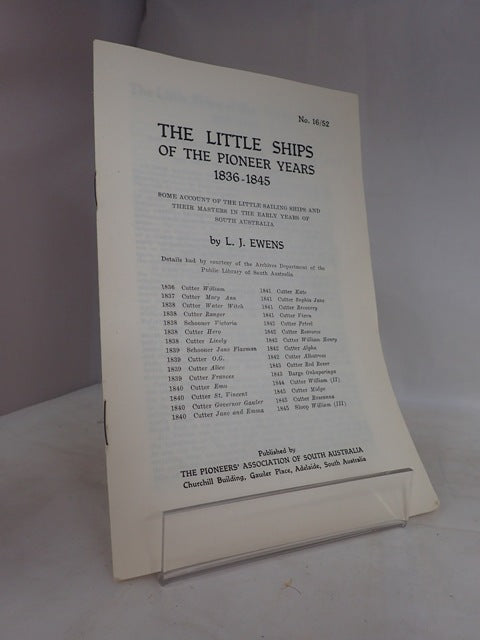 No. 16/52
THE LITTLE SHIPS
OF THE PIONEER YEARS
1836-1845
SOME ACCOUNT OF THE LITTLE SAILING SHIPS AND
THEIR MASTERS IN THE EARLY YEARS OF
SOUTH AUSTRALIA
by L. J. EWENS
Details had by courtesy of the Archives Department of the
Public Library of South Australia
1836 Cutter William
1837 Cutter Mary Ann
1838 Cutter Water Witch
1838 Cutter Ranger
1838 Schooner Victoria
1838 Cutter Hero
1838 Cutter Lively
1839 Schooner Jane Flaxman
1839 Cutter O.G.
1839 Cutter Alice
1839 Cutter Frances
1840 Cutter Emu
1840 Cutter St. Vincent
1840 Cutter Governor Gawler
1840 Cutter Jane and Emma
1841 Cutter Kate
1841 Cutter Sophia Jane
1841 Cutter Recovery
1841 Cutter Vixen
1842 Cutter Petrel
1842 Cutter Resource
1842 Cutter William Henry
1842 Cutter Alpha
1842 Cutter Albatross
1843 Cutter Red Rover
1843 Barge Onkaparinga
1844 Cutter William (II)
1845 Cutter Midge
1845 Cutter Rosanna
1845 Sloop William (III)
Published by
THE PIONEERS' ASSOCIATION OF SOUTH AUSTRALIA
Churchill Building, Gawler Place, Adelaide, South Australia